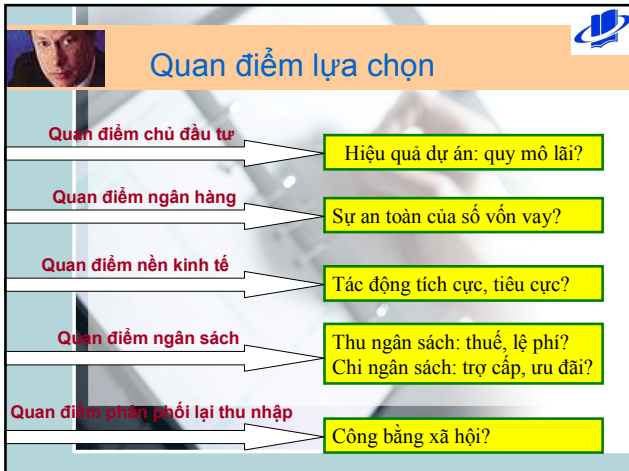 Quan điểm lựa chọn
Quan điểm chủ đầu tư
Hiệu quả dự án: quy mô lãi?
Quan điểm ngân hàng
Sự an toàn của số vốn vay?
Quan điểm nền kinh tế
Tác động tích cực, tiêu cực?
Quan điểm ngân sách
Thu ngân sách: thuế, lệ phí?
Chi ngân sách: trợ cấp, ưu đãi?
Quan điểm phân phối lại thu nhập
Công bằng xã hội?